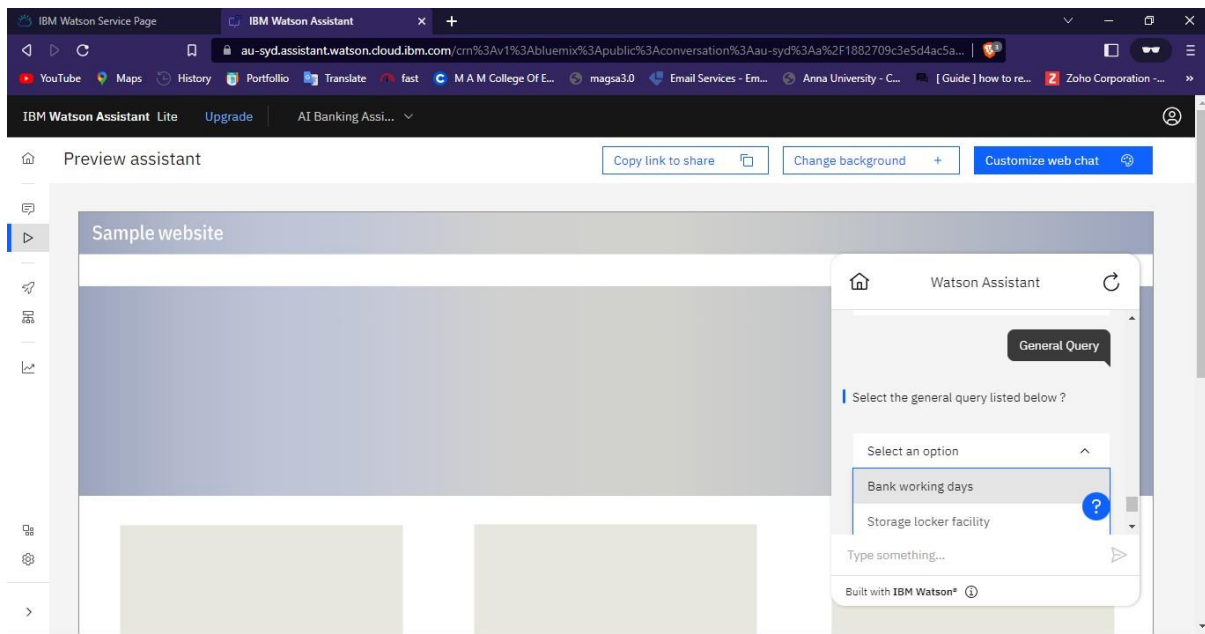 IBM Watson Service Page
IBM Watson Assistant
au-syd.assistant.watson.cloud.ibm.com/crn%3Av1%3Abluemix%3Apublic%3Aconversation%3Aau-syd%3Aa%2F1882709c3e5d4ac5a...
YouTube Maps History Portfollio Translate fast M A M College Of E... magsa3.0 Email Services - Em... Anna University - C... [ Guide ] how to re... Zoho Corporation -... »
IBM Watson Assistant Lite Upgrade AI Banking Assi...
Preview assistant
Copy link to share
Change background +
Customize web chat
Sample website
Watson Assistant
General Query
Select the general query listed below ?
Select an option
Bank working days
?
Storage locker facility
Type something...
Built with IBM Watson®